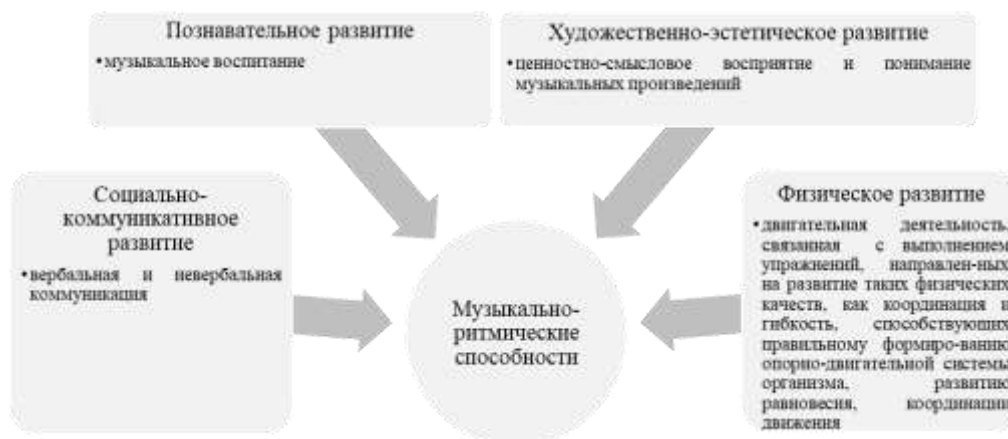 Познавательное развитие
•музыкальное воспитание
Художественно-эстетическое развитие
•ценностно-смысловое восприятие и понимание
музыкальных произведений
Социально-
коммуникативное
развитие
•вербальная и невербальная
коммуникация
Музыкально-
ритмические
способности
Физическое развитие
•двигательная деятельность,
связанная с выполнением
упражнений, направлен-ных
на развитие таких физических
качеств, как координация и
гибкость, способствующих
правильному формиро-ванию
опорно-двигательной системы
организма, развитию
равновесия, координации
движения